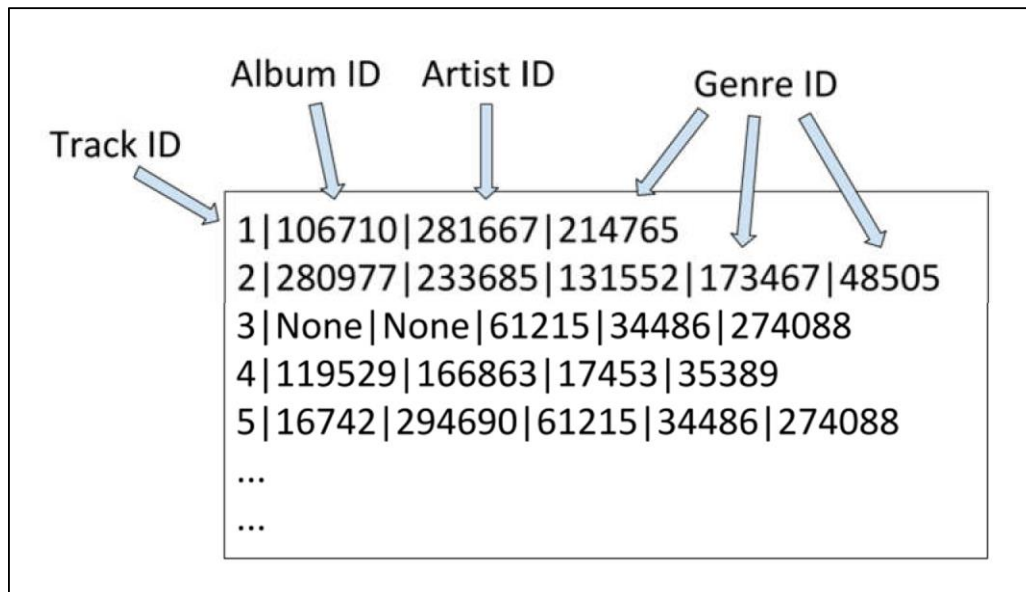 Album ID Artist ID Genre ID
Track ID
1|106710|281667|214765
2|280977|233685|131552|173467|48505
3|None|None|61215|34486|274088
4|119529|166863|17453|35389
5|16742|294690|61215|34486|274088
...
...